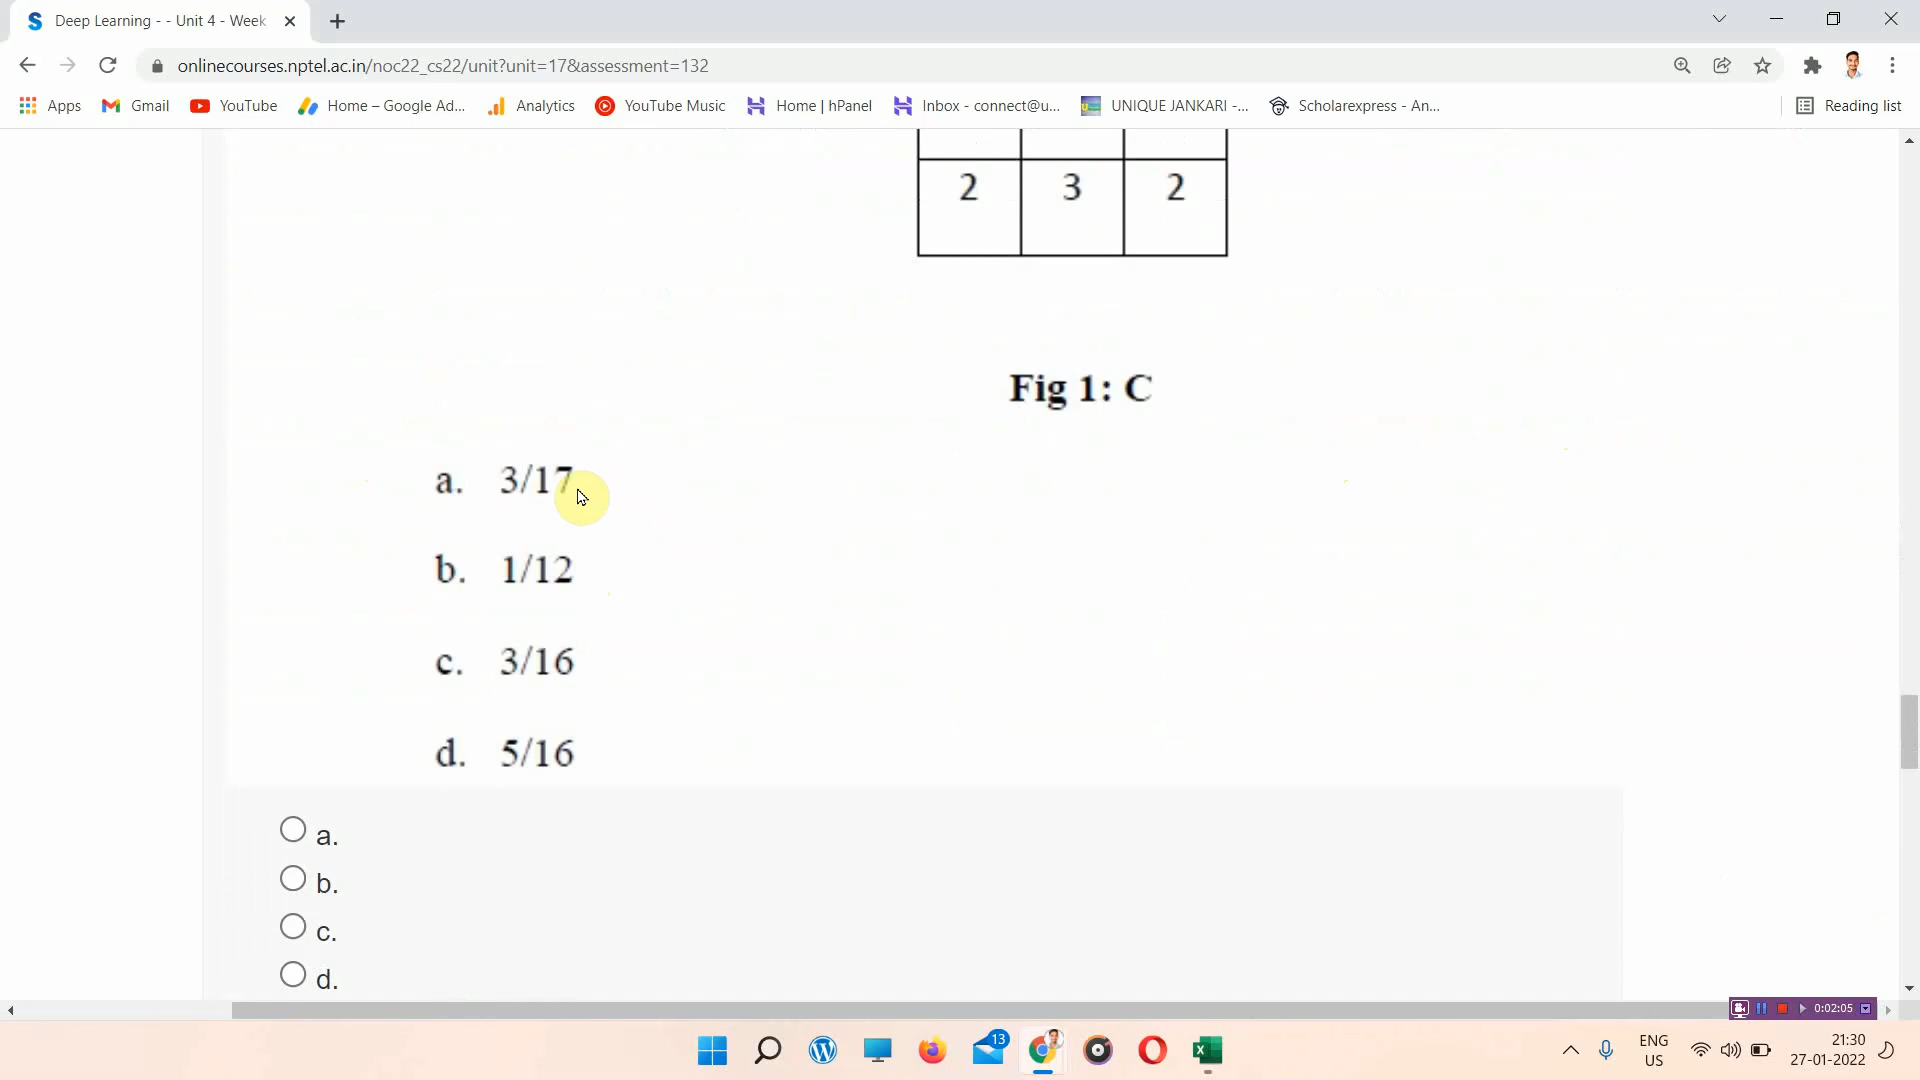 Deep Learning - - Unit 4 - Week
onlinecourses.nptel.ac.in/noc22_cs22/unit?unit=17&assessment=132
Apps Gmail YouTube Home – Google Ad... Analytics YouTube Music Home | hPanel Inbox - connect@u... UNIQUE JANKARI -... Scholarexpress - An... Reading list
2 3 2
Fig 1: C
a. 3/17
b. 1/12
c. 3/16
d. 5/16
a.
b.
c.
d.
0:02:05
13
ENG
US
21:30
27-01-2022